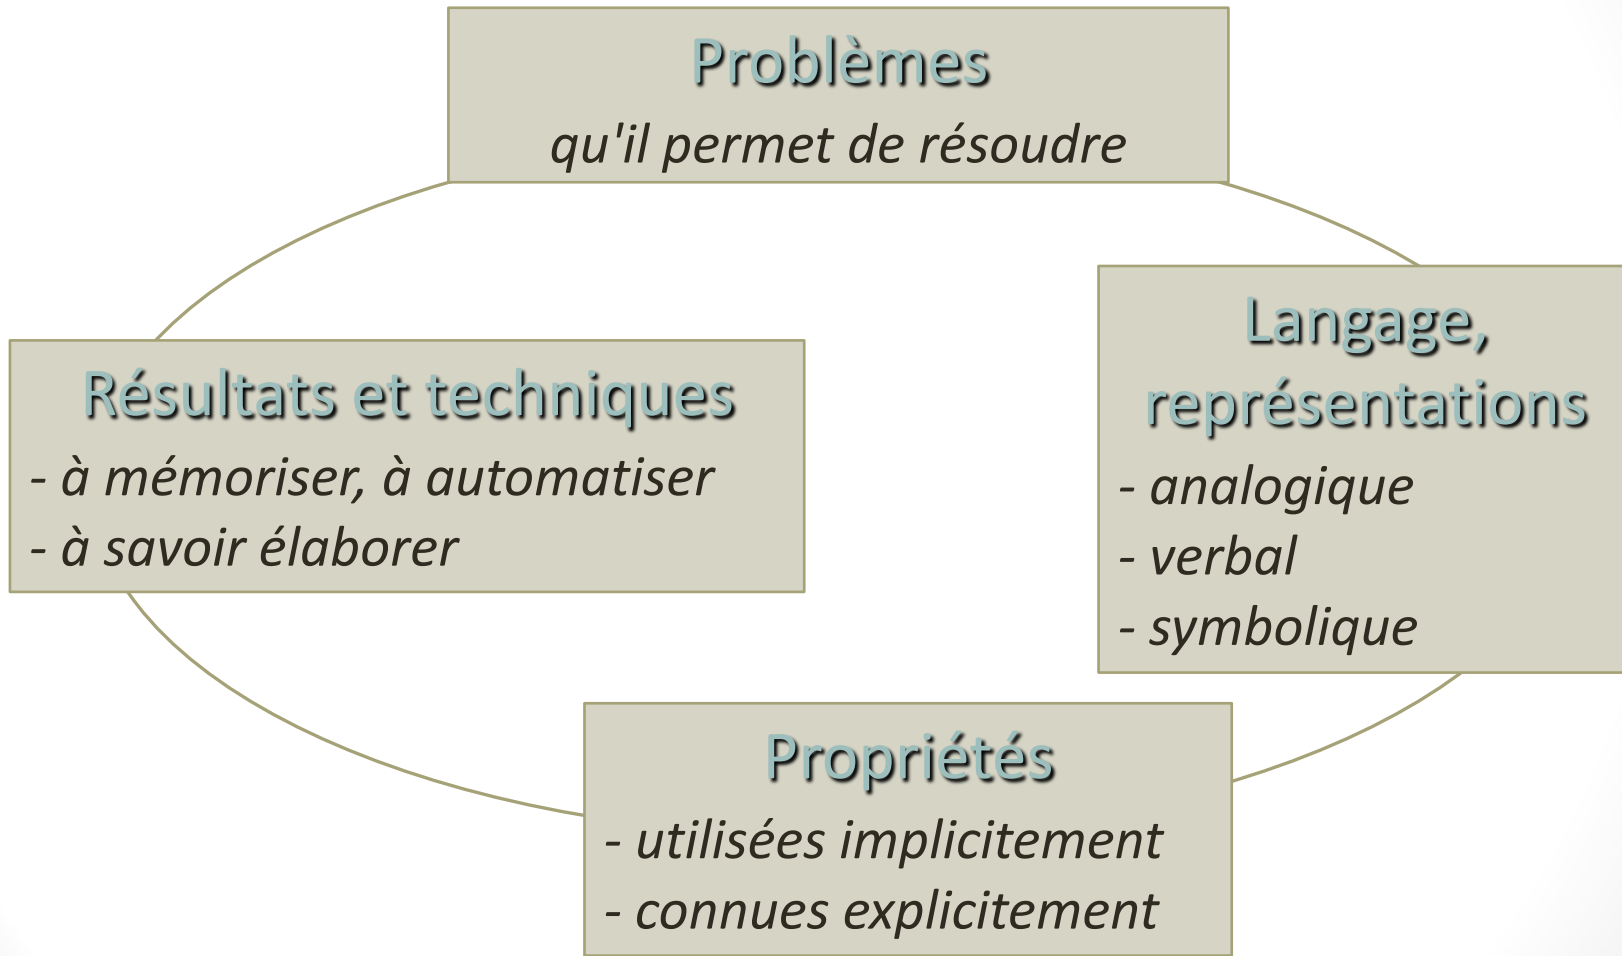 Problèmes
qu'il permet de résoudre
Langage,
représentations
- analogique
- verbal
- symbolique
Résultats et techniques
- à mémoriser, à automatiser
- à savoir élaborer
Propriétés
- utilisées implicitement
- connues explicitement